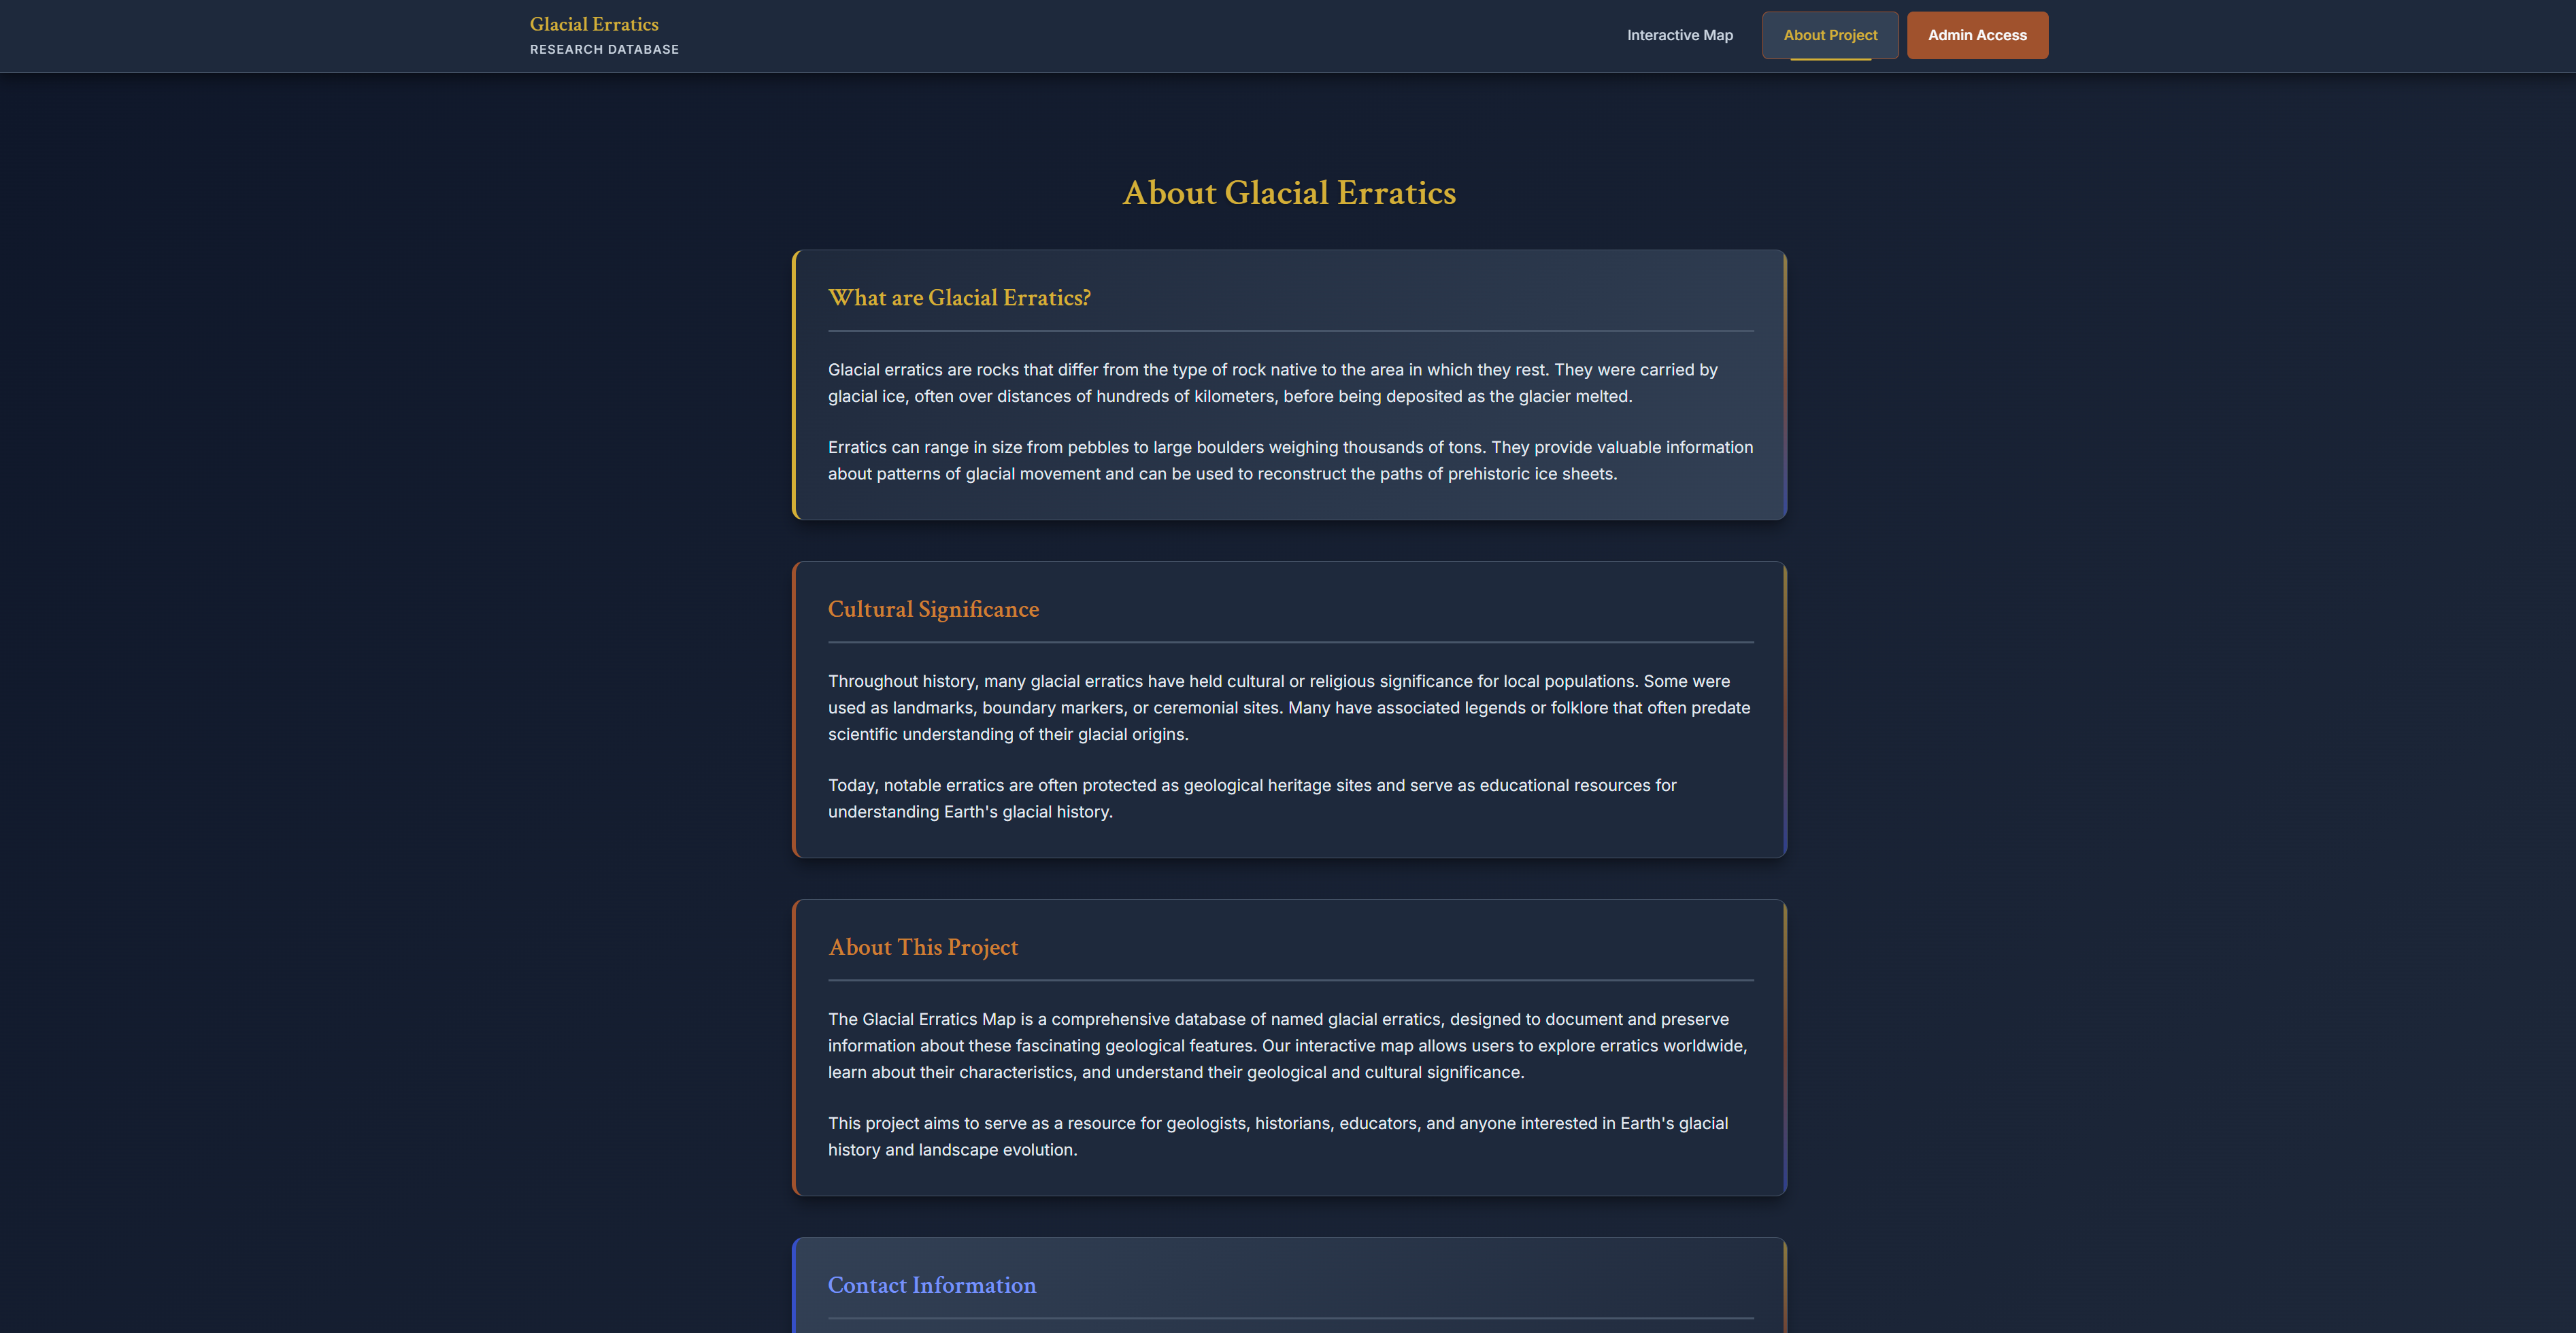 Glacial Erratics
RESEARCH DATABASE
Interactive Map
About Project
Admin Access
About Glacial Erratics
What are Glacial Erratics?
Glacial erratics are rocks that differ from the type of rock native to the area in which they rest. They were carried by
glacial ice, often over distances of hundreds of kilometers, before being deposited as the glacier melted.
Erratics can range in size from pebbles to large boulders weighing thousands of tons. They provide valuable information
about patterns of glacial movement and can be used to reconstruct the paths of prehistoric ice sheets.
Cultural Significance
Throughout history, many glacial erratics have held cultural or religious significance for local populations. Some were
used as landmarks, boundary markers, or ceremonial sites. Many have associated legends or folklore that often predate
scientific understanding of their glacial origins.
Today, notable erratics are often protected as geological heritage sites and serve as educational resources for
understanding Earth's glacial history.
About This Project
The Glacial Erratics Map is a comprehensive database of named glacial erratics, designed to document and preserve
information about these fascinating geological features. Our interactive map allows users to explore erratics worldwide,
learn about their characteristics, and understand their geological and cultural significance.
This project aims to serve as a resource for geologists, historians, educators, and anyone interested in Earth's glacial
history and landscape evolution.
Contact Information